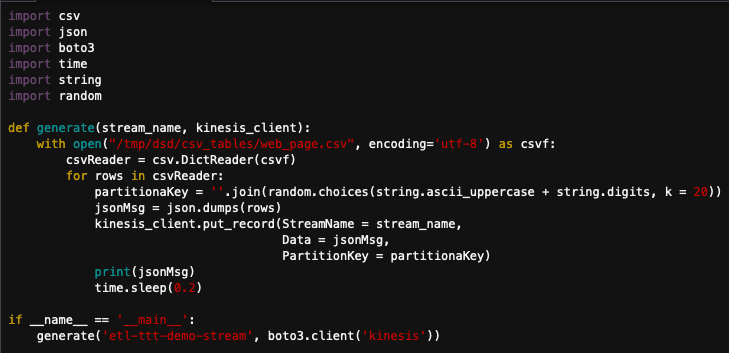 import csv
import json
import boto3
import time
import string
import random
def generate(stream_name, kinesis_client):
    with open("/tmp/dsd/csv_tables/web_page.csv", encoding='utf-8') as csvf:
        csvReader = csv.DictReader(csvf)
        for rows in csvReader:
            partitionaKey = ''.join(random.choices(string.ascii_uppercase + string.digits, k = 20))
            jsonMsg = json.dumps(rows)
            kinesis_client.put_record(StreamName = stream_name,
                                      Data = jsonMsg,
                                      PartitionKey = partitionaKey)
            print(jsonMsg)
            time.sleep(0.2)
if __name__ == '__main__':
    generate('etl-ttt-demo-stream', boto3.client('kinesis'))